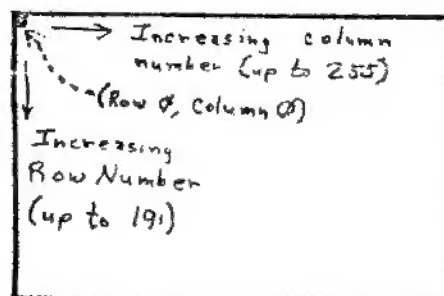 Increasing column
number (up to 255)
(Row Ø, Column Ø)
Increasing
Row Number
(up to 191)